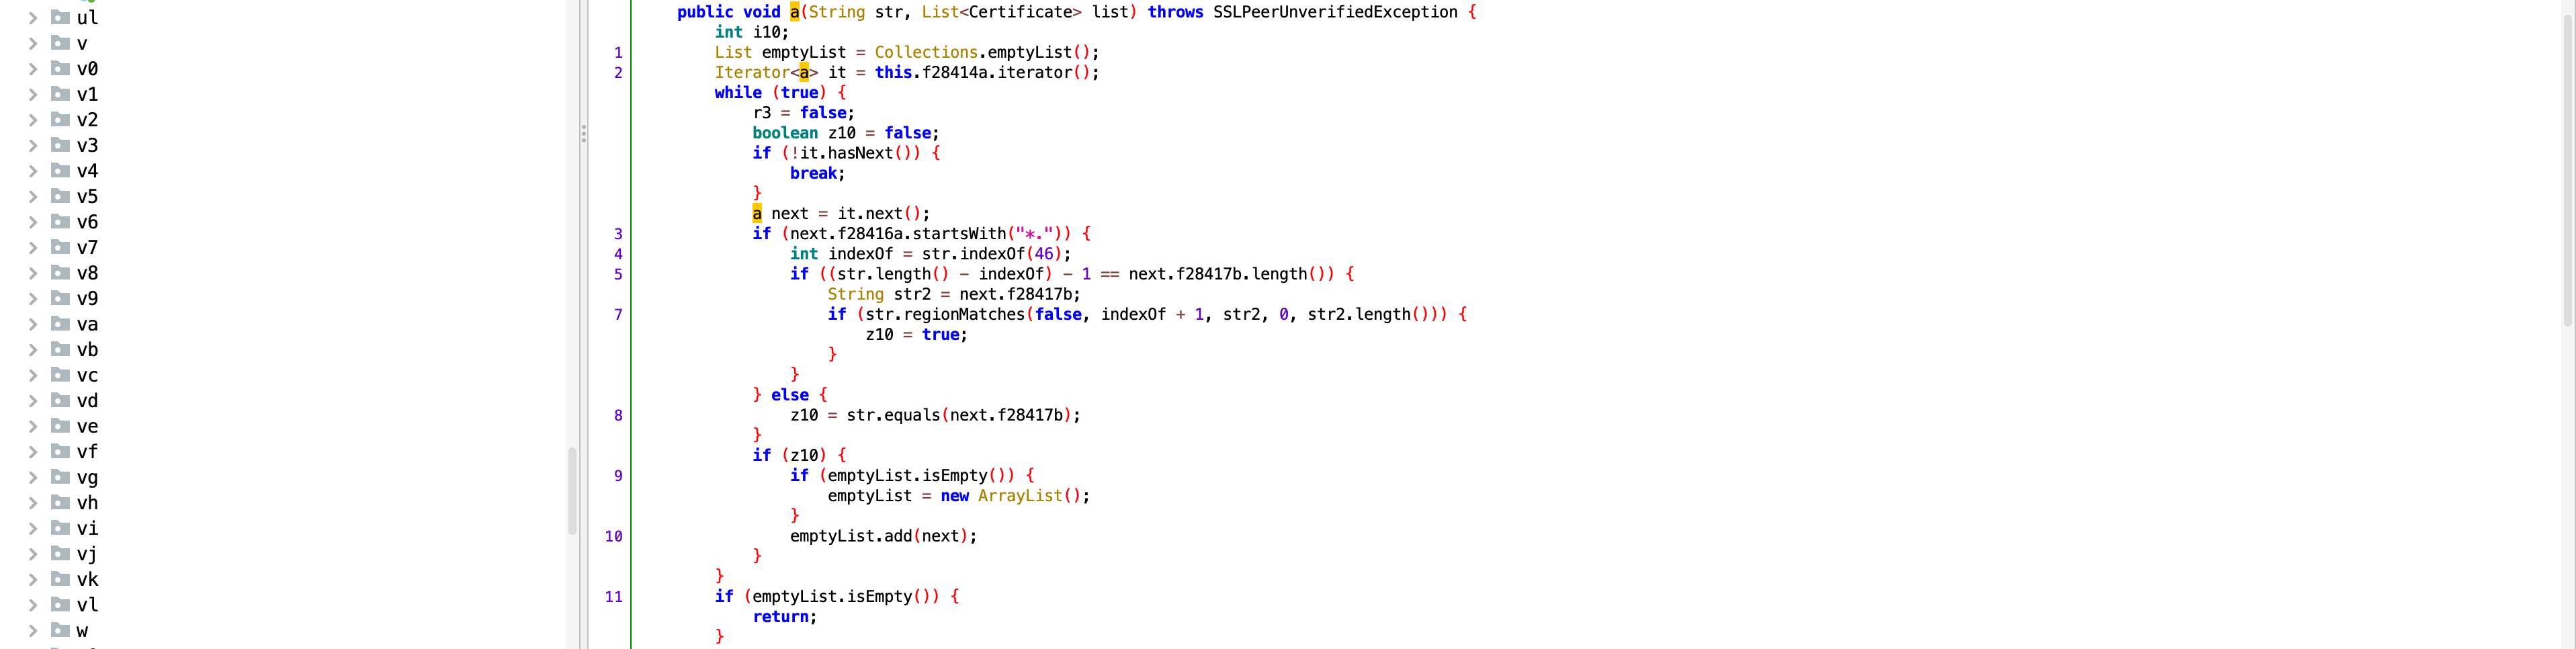 ul
v
v0
v1
v2
v3
v4
v5
v6
v7
v8
v9
va
vb
vc
vd
ve
vf
vg
vh
vi
vj
vk
vl
w
public void a(String str, List<Certificate> list) throws SSLPeerUnverifiedException {
int i10;
1 List emptyList = Collections.emptyList();
2 Iterator<a> it = this.f28414a.iterator();
while (true) {
r3 = false;
boolean z10 = false;
if (!it.hasNext()) {
break;
}
a next = it.next();
3 if (next.f28416a.startsWith("*.")) {
4 int indexOf = str.indexOf(46);
5 if ((str.length() - indexOf) - 1 == next.f28417b.length()) {
String str2 = next.f28417b;
7 if (str.regionMatches(false, indexOf + 1, str2, 0, str2.length())) {
z10 = true;
}
}
} else {
8 z10 = str.equals(next.f28417b);
}
if (z10) {
9 if (emptyList.isEmpty()) {
emptyList = new ArrayList();
}
10 emptyList.add(next);
}
}
11 if (emptyList.isEmpty()) {
return;
}